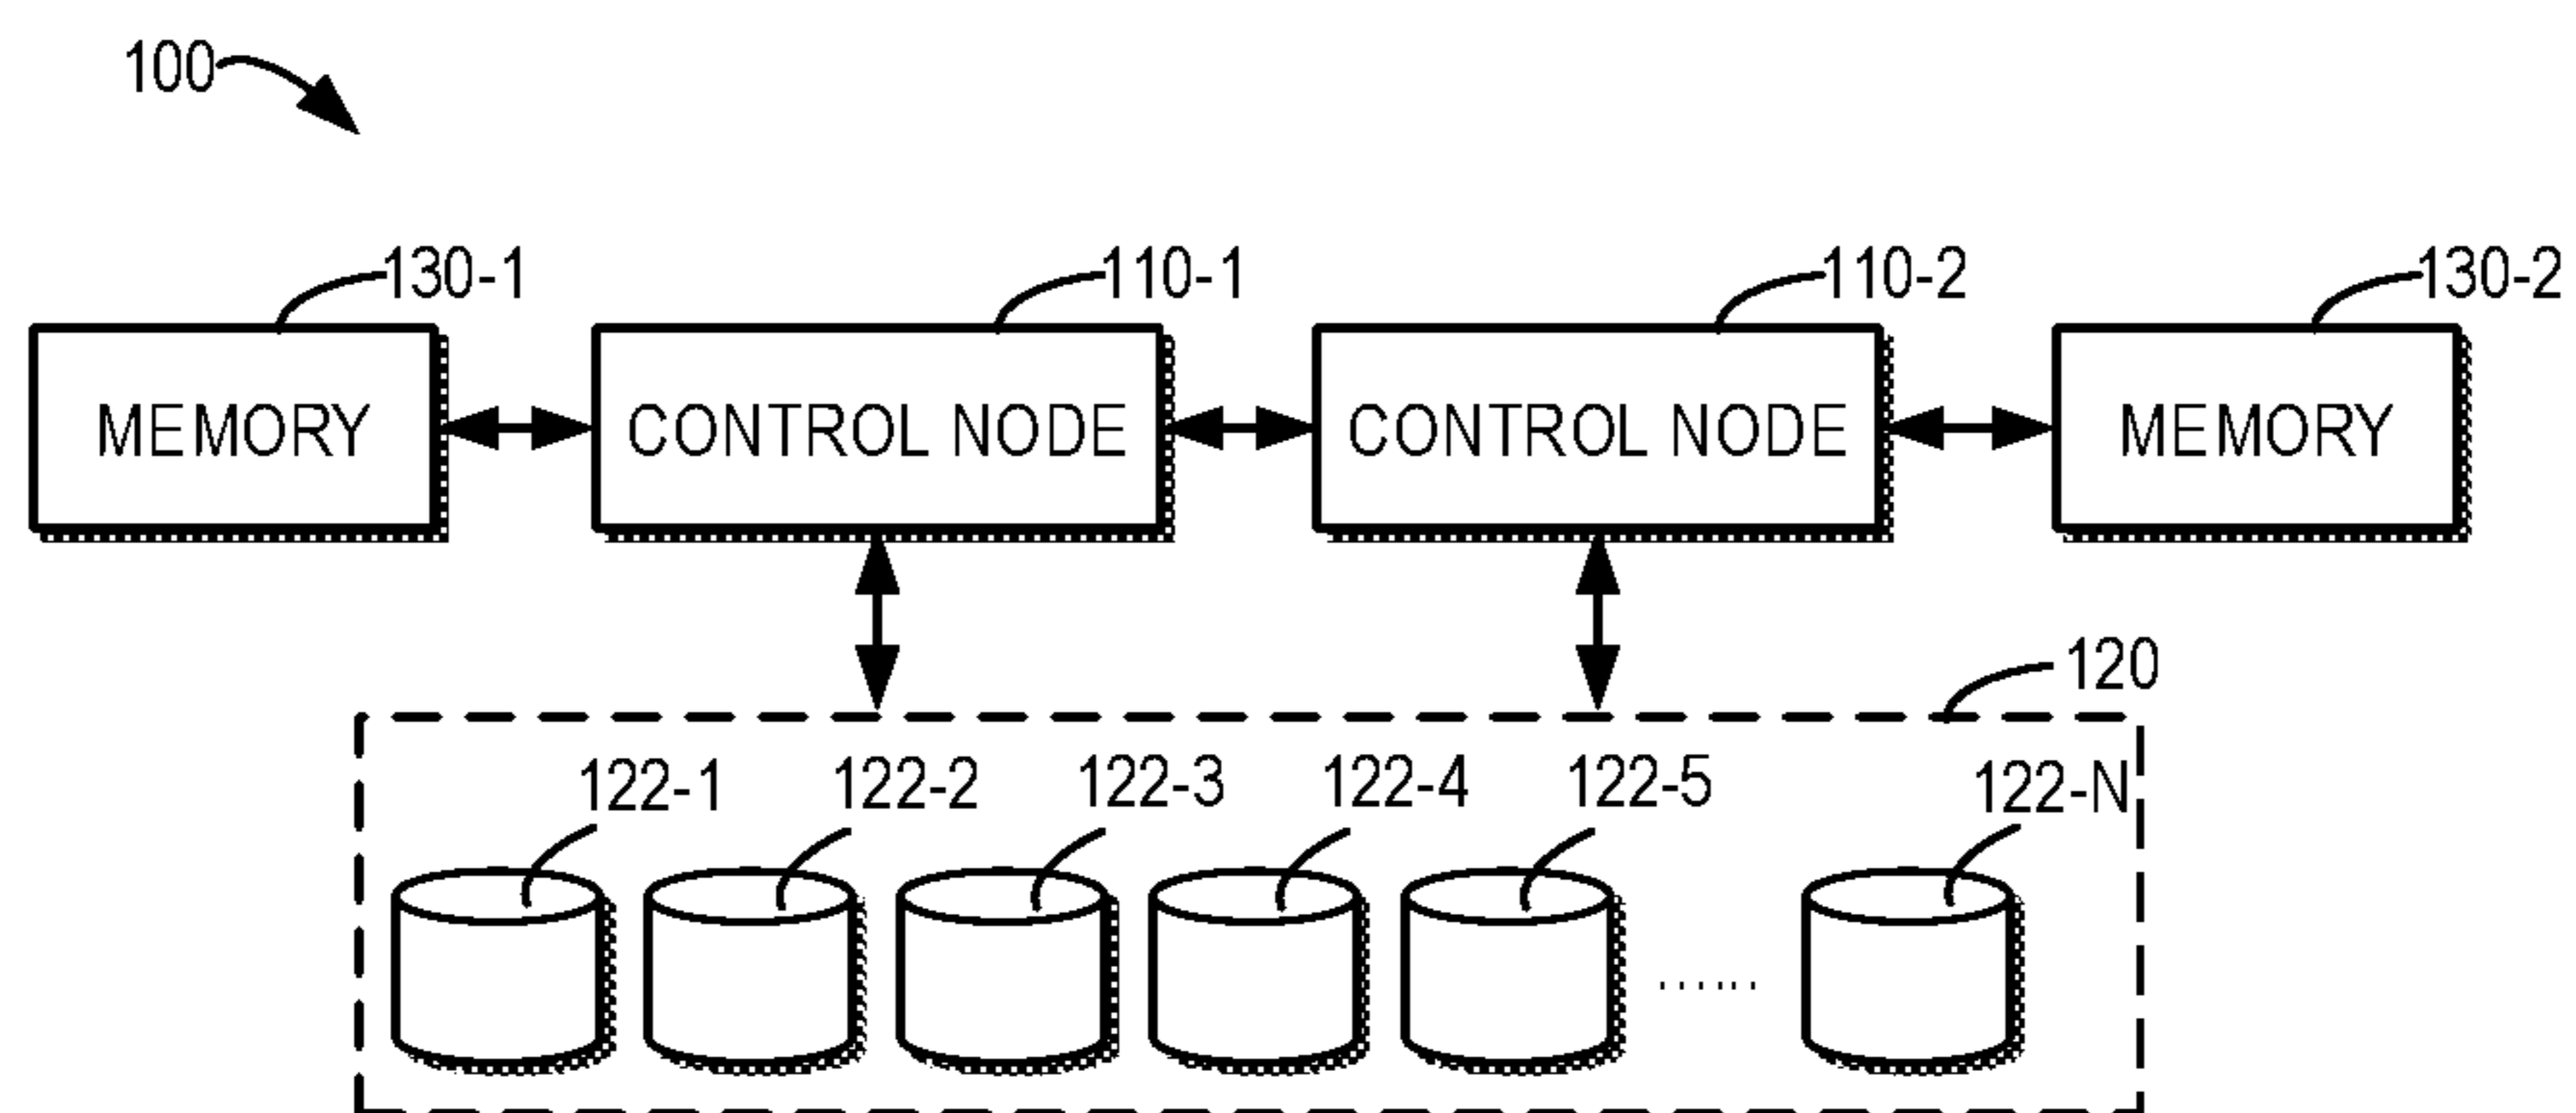 100
130-1 110-1 110-2 130-2
MEMORY CONTROL NODE CONTROL NODE MEMORY
120
122-1 122-2 122-3 122-4 122-5 122-N
......